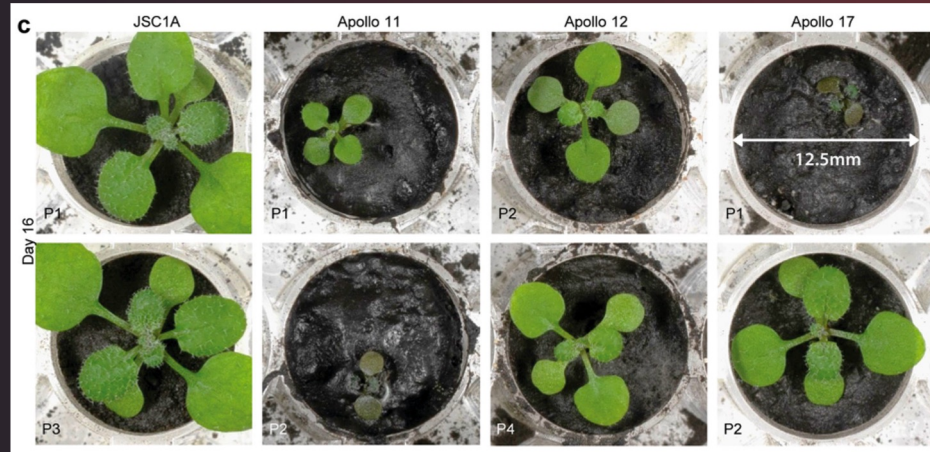 c
JSC1A Apollo 11 Apollo 12 Apollo 17
Day 16
P1 P1 P2 P1
12.5mm
P3 P2 P4 P2